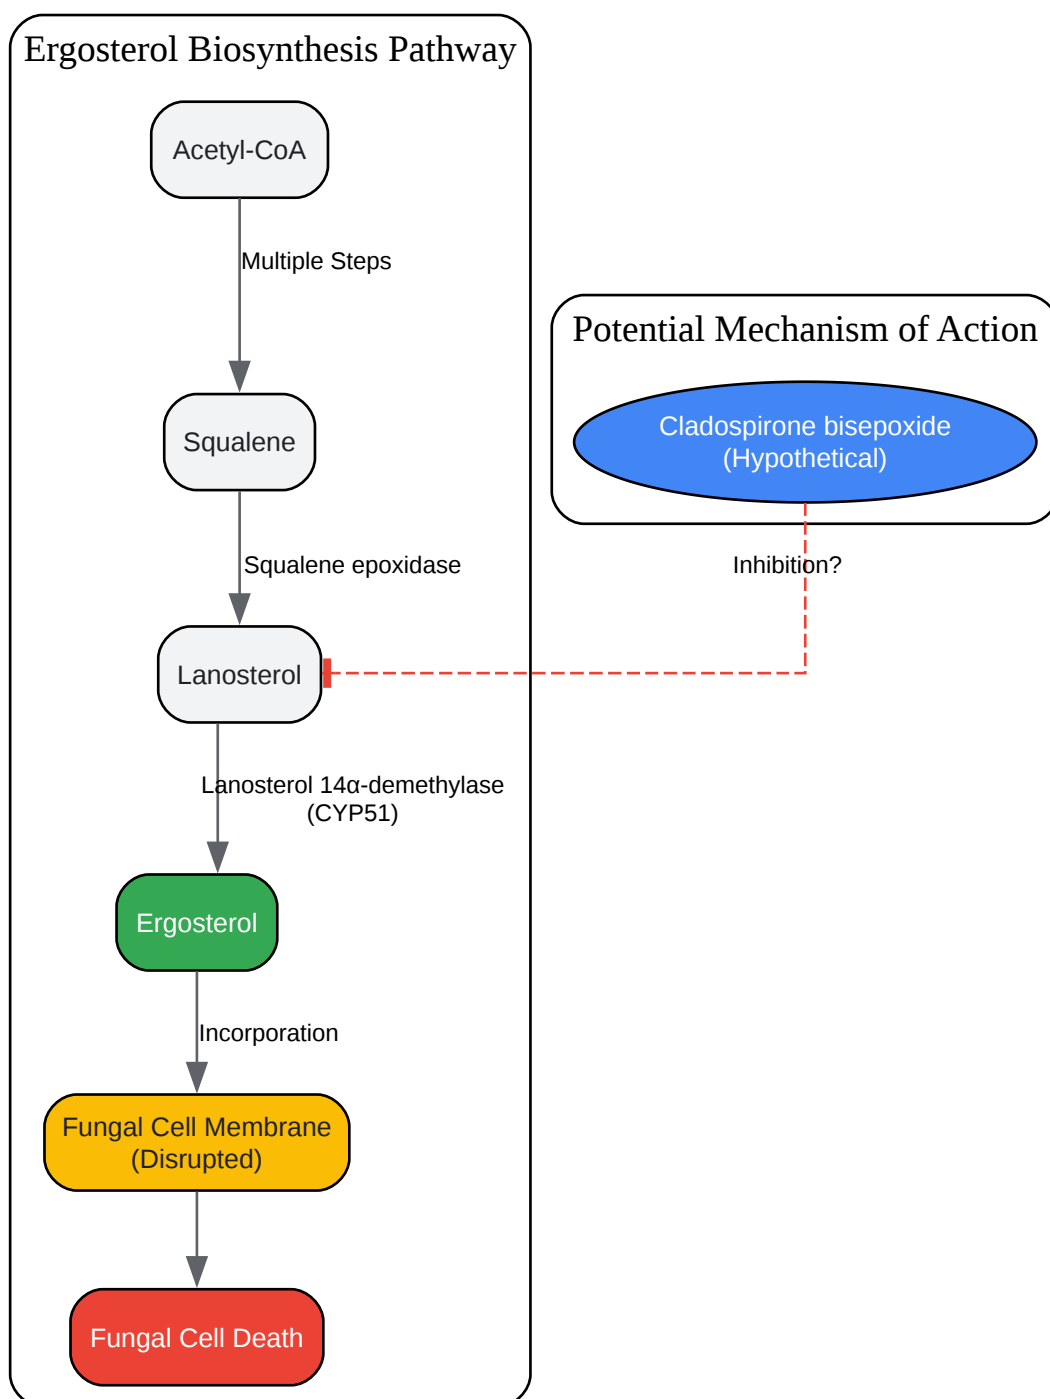 Ergosterol Biosynthesis Pathway
Acetyl-CoA
Multiple Steps
Squalene
Squalene epoxidase
Lanosterol
Lanosterol 14α-demethylase
(CYP51)
Ergosterol
Incorporation
Fungal Cell Membrane
(Disrupted)
Fungal Cell Death
Potential Mechanism of Action
Cladospirone bisepoxide
(Hypothetical)
Inhibition?